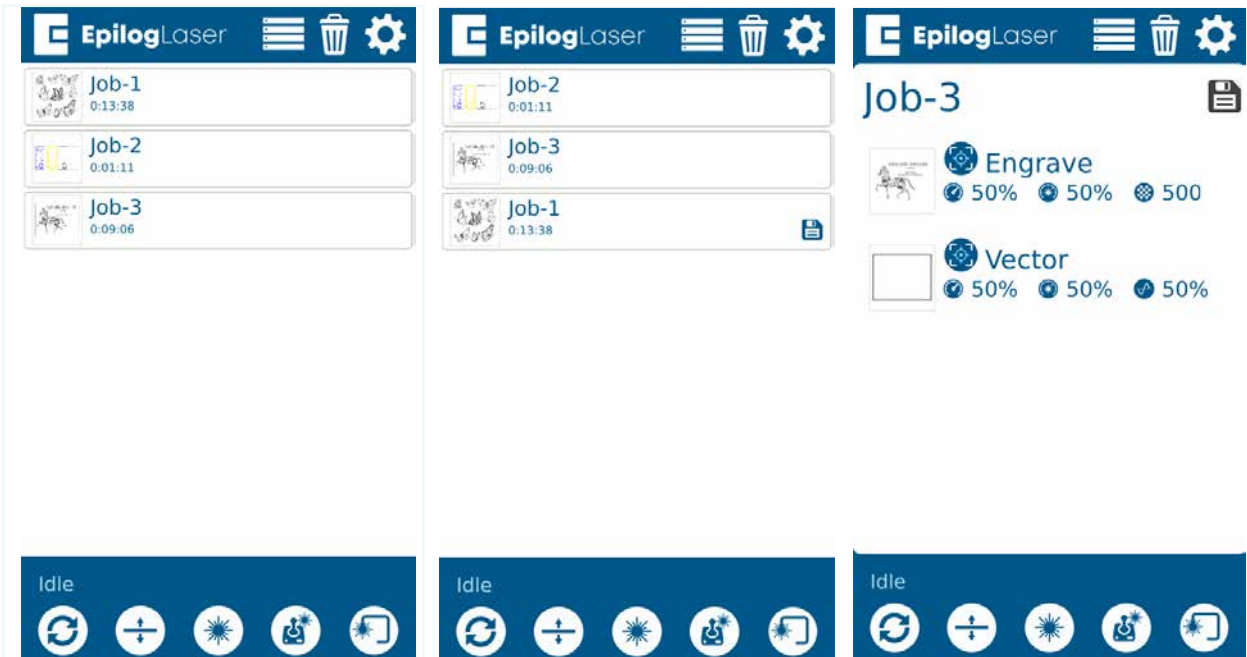 EpilogLaser
Job-1
0:13:38
Job-2
0:01:11
Job-3
0:09:06
Idle
EpilogLaser
Job-2
0:01:11
Job-3
0:09:06
Job-1
0:13:38
Idle
EpilogLaser
Job-3
Engrave
50% 50% 500
Vector
50% 50% 50%
Idle